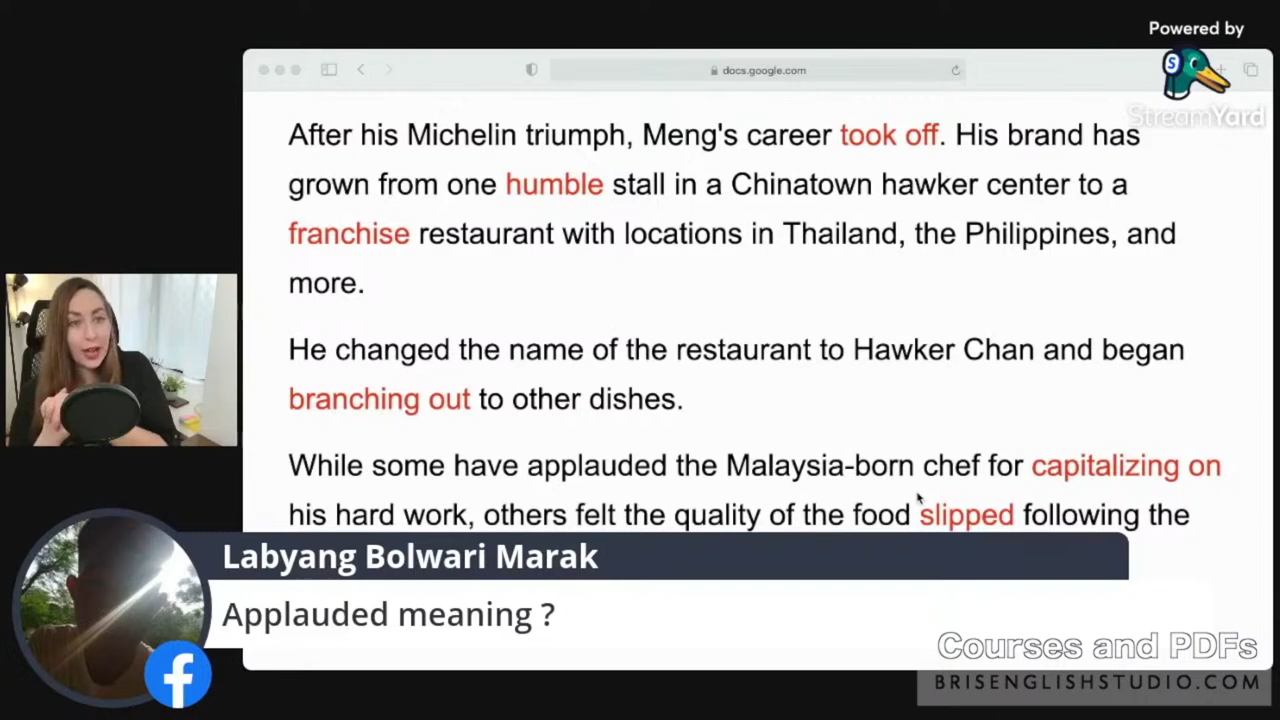 Powered by
StreamYard
docs.google.com
After his Michelin triumph, Meng's career took off. His brand has
grown from one humble stall in a Chinatown hawker center to a
franchise restaurant with locations in Thailand, the Philippines, and
more.
He changed the name of the restaurant to Hawker Chan and began
branching out to other dishes.
While some have applauded the Malaysia-born chef for capitalizing on
his hard work, others felt the quality of the food slipped following the
Labyang Bolwari Marak
Applauded meaning ?
Courses and PDFs
BRISENGLISHSTUDIO.COM